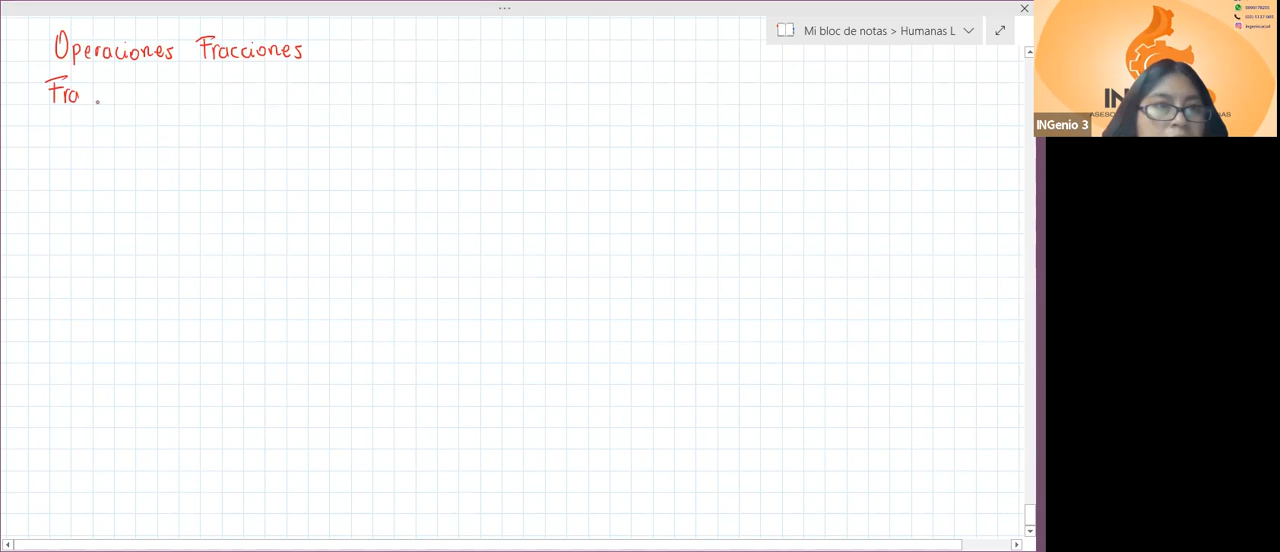 Operaciones Fracciones
Fra
Mi bloc de notas > Humanas L
INGenio 3